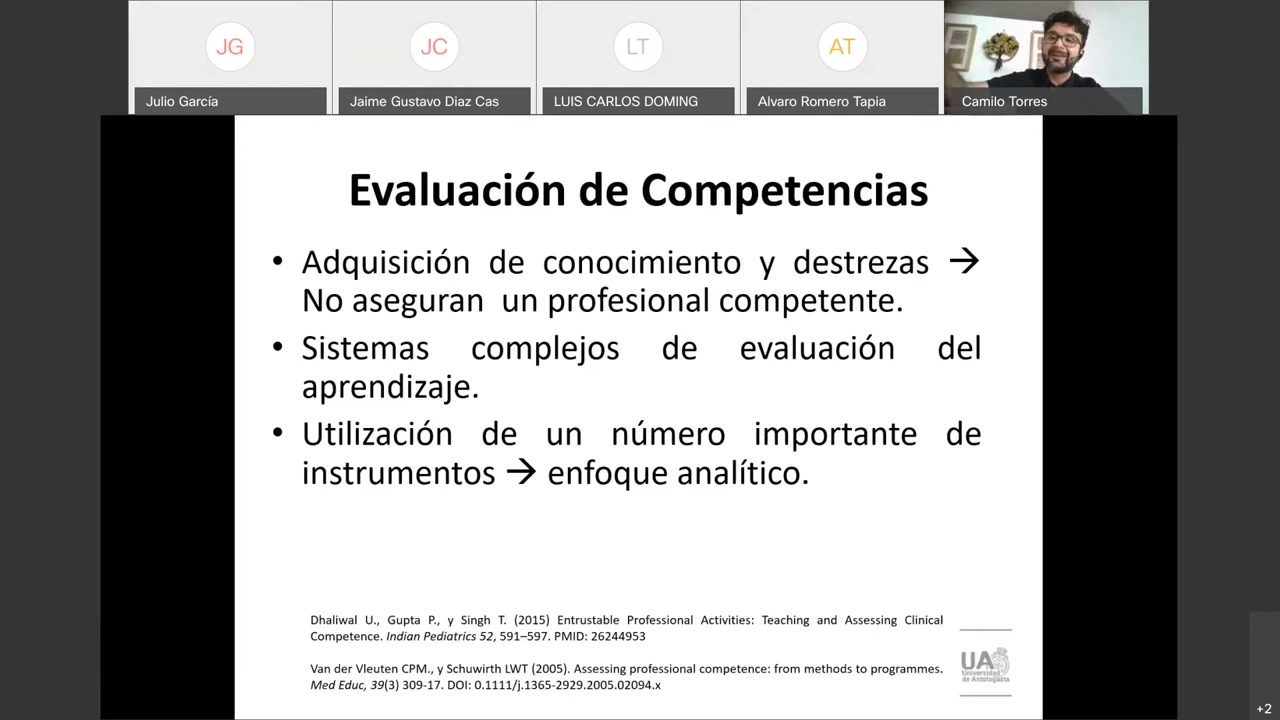 JG
JC
LT
AT
Julio García
Jaime Gustavo Diaz Cas
LUIS CARLOS DOMING
Alvaro Romero Tapia
Camilo Torres
Evaluación de Competencias
• Adquisición de conocimiento y destrezas →
No aseguran un profesional competente.
• Sistemas complejos de evaluación del
aprendizaje.
• Utilización de un número importante de
instrumentos → enfoque analítico.
Dhaliwal U., Gupta P., y Singh T. (2015) Entrustable Professional Activities: Teaching and Assessing Clinical
Competence. Indian Pediatrics 52, 591–597. PMID: 26244953
Van der Vleuten CPM., y Schuwirth LWT (2005). Assessing professional competence: from methods to programmes.
Med Educ, 39(3) 309-17. DOI: 0.1111/j.1365-2929.2005.02094.x
UA
Universidad
de Antofagasta
+2